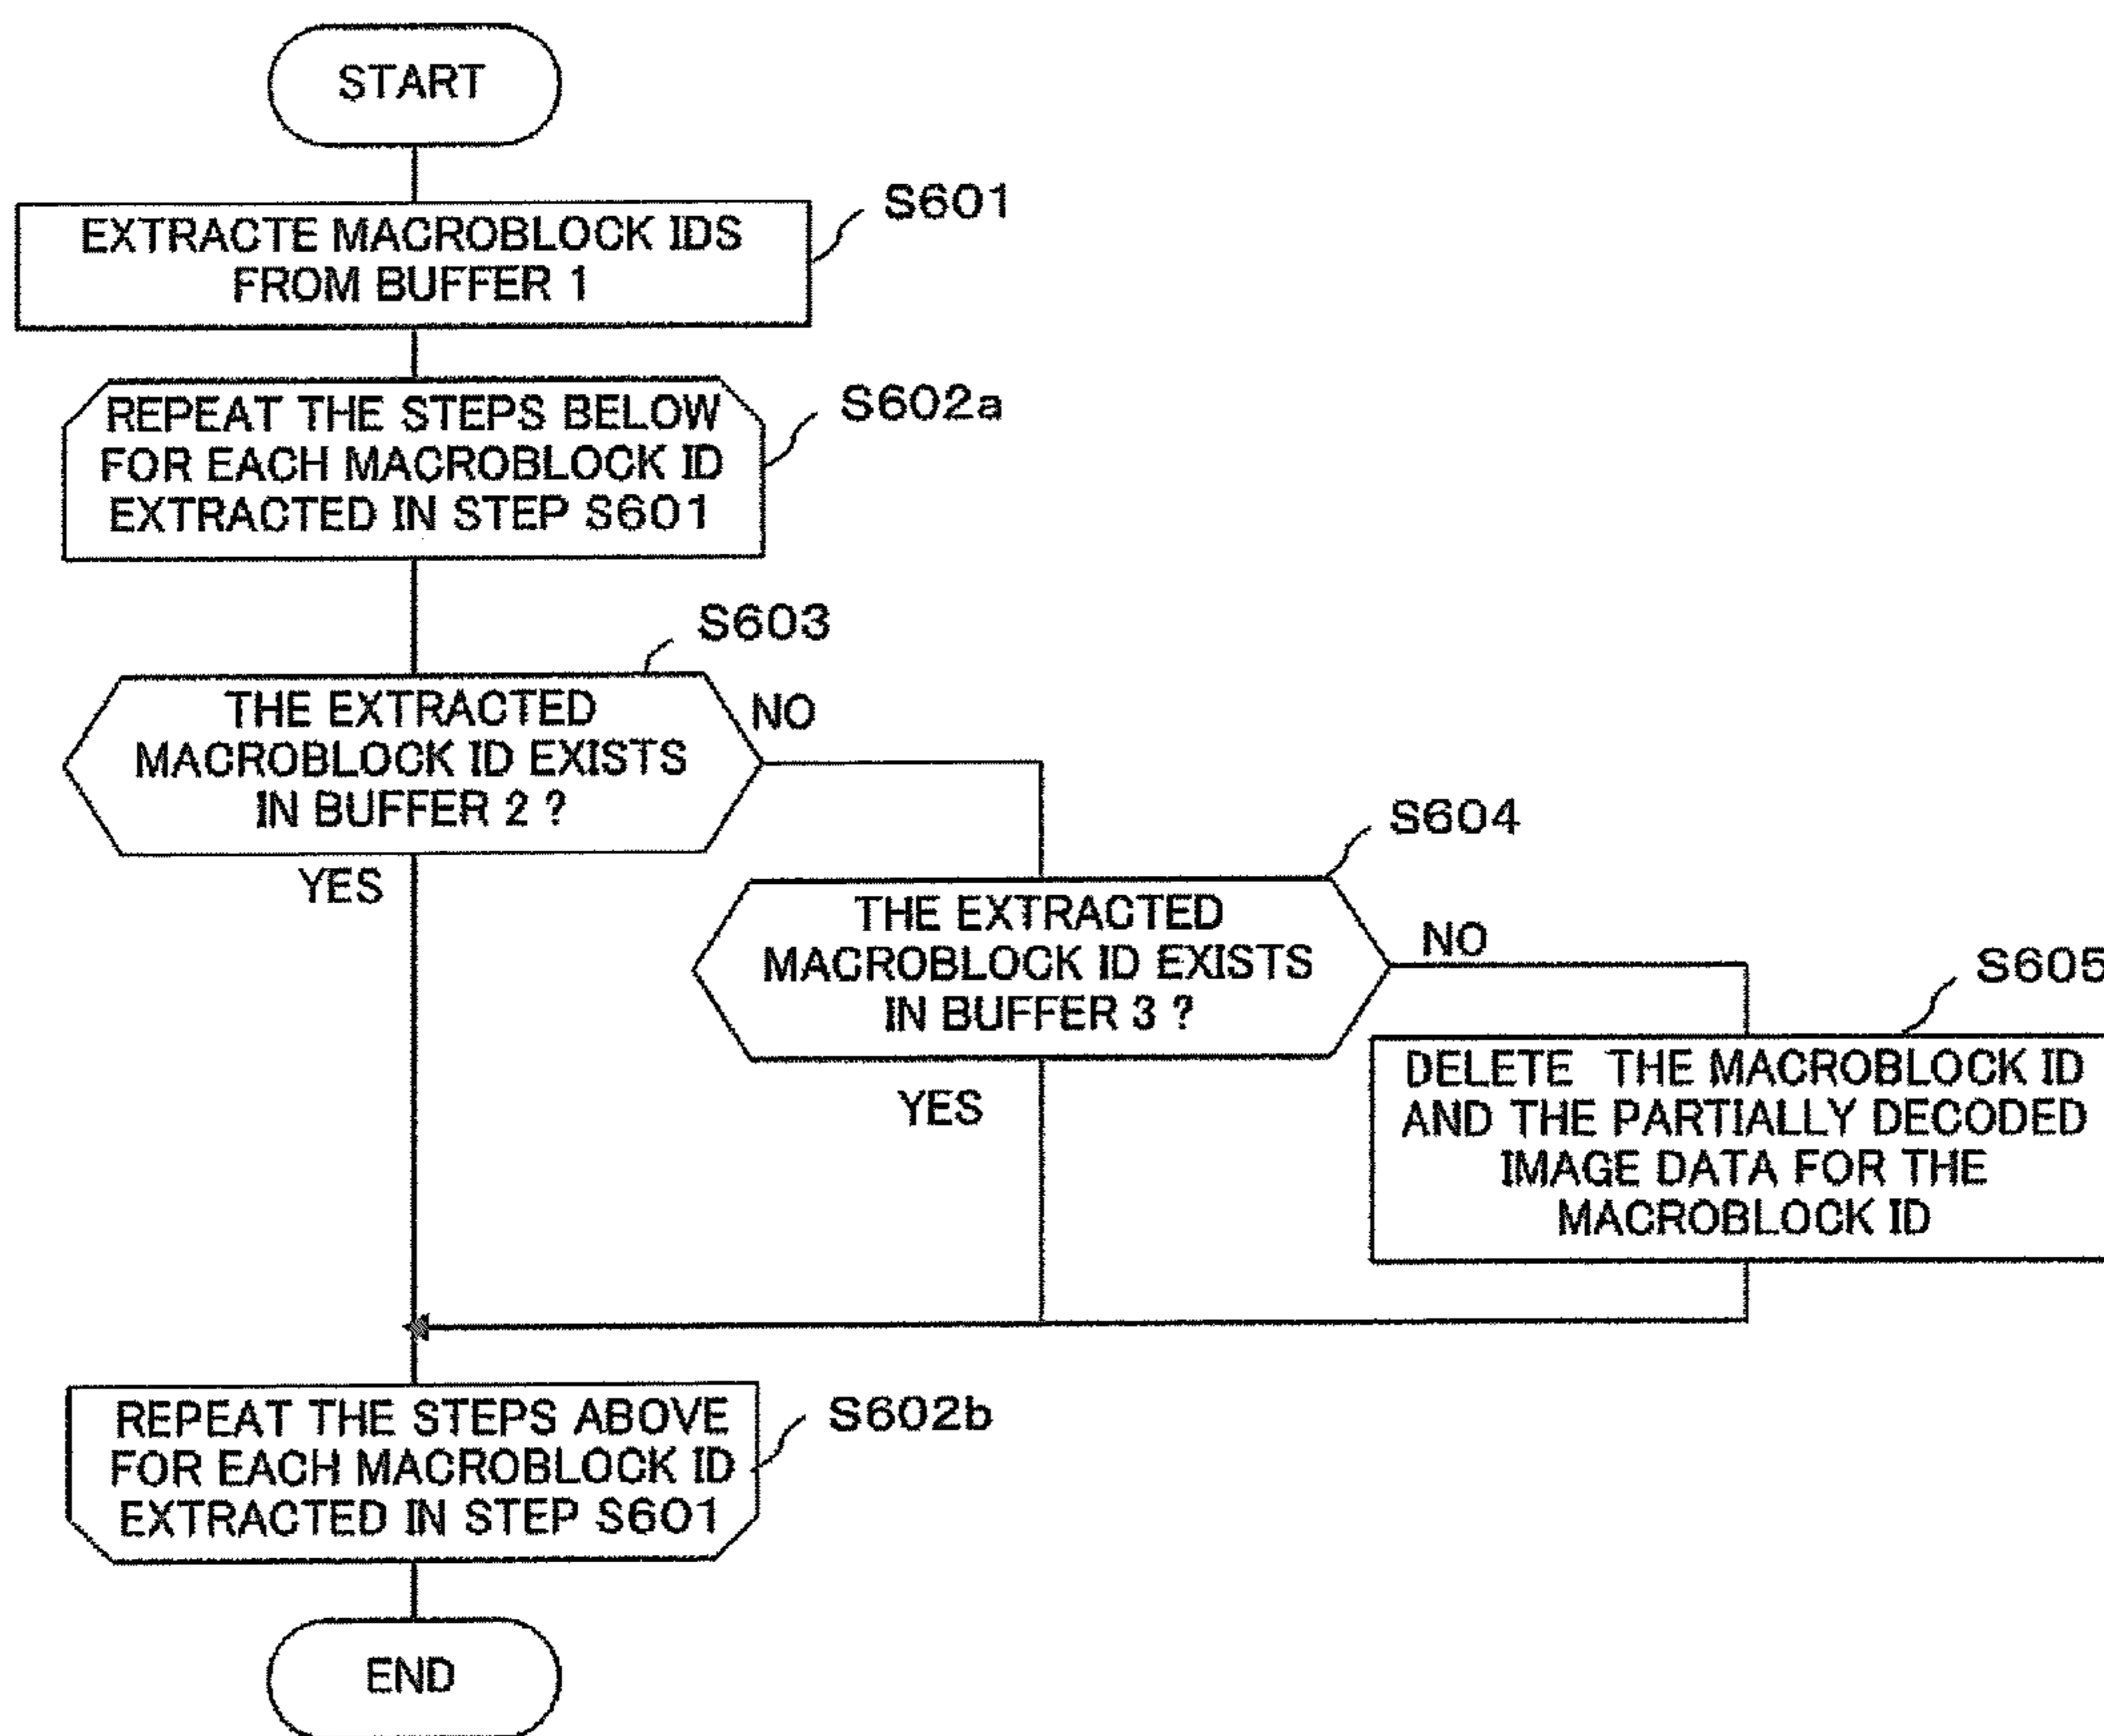 START
S601
EXTRACTE MACROBLOCK IDS
FROM BUFFER 1
S602a
REPEAT THE STEPS BELOW
FOR EACH MACROBLOCK ID
EXTRACTED IN STEP S601
S603
THE EXTRACTED
MACROBLOCK ID EXISTS
IN BUFFER 2 ?
NO
YES
S604
THE EXTRACTED
MACROBLOCK ID EXISTS
IN BUFFER 3 ?
NO
YES
S605
DELETE THE MACROBLOCK ID
AND THE PARTIALLY DECODED
IMAGE DATA FOR THE
MACROBLOCK ID
S602b
REPEAT THE STEPS ABOVE
FOR EACH MACROBLOCK ID
EXTRACTED IN STEP S601
END